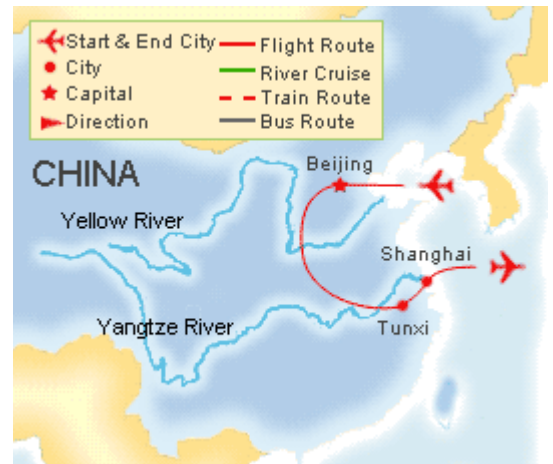 Start & End City
City
Capital
Direction
Flight Route
River Cruise
Train Route
Bus Route
CHINA
Beijing
Yellow River
Shanghai
Yangtze River
Tunxi